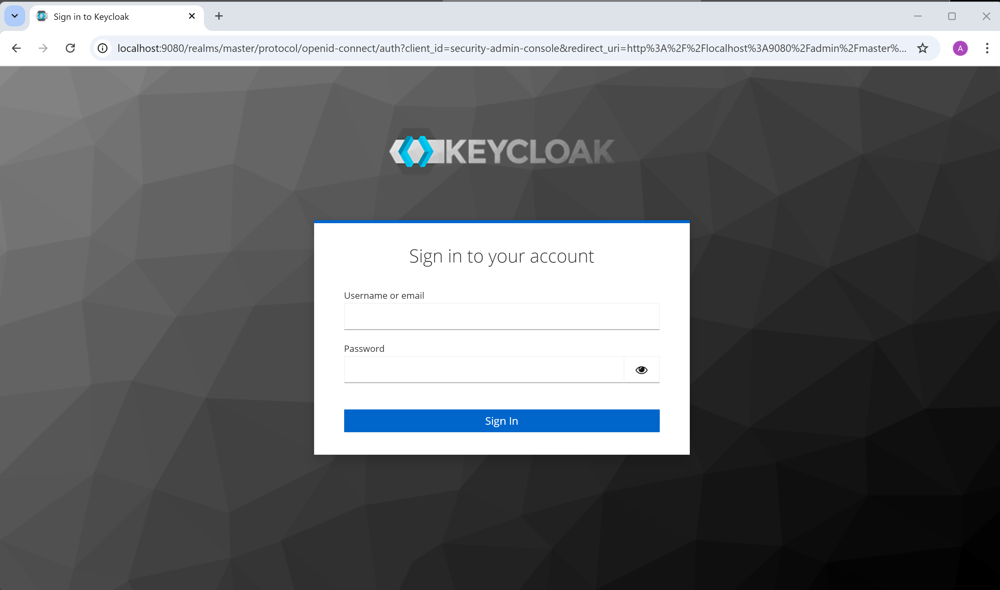 Sign in to Keycloak
localhost:9080/realms/master/protocol/openid-connect/auth?client_id=security-admin-console&redirect_uri=http%3A%2F%2Flocalhost%3A9080%2Fadmin%2Fmaster%...
A
KEYCLOAK
Sign in to your account
Username or email
Password
Sign In